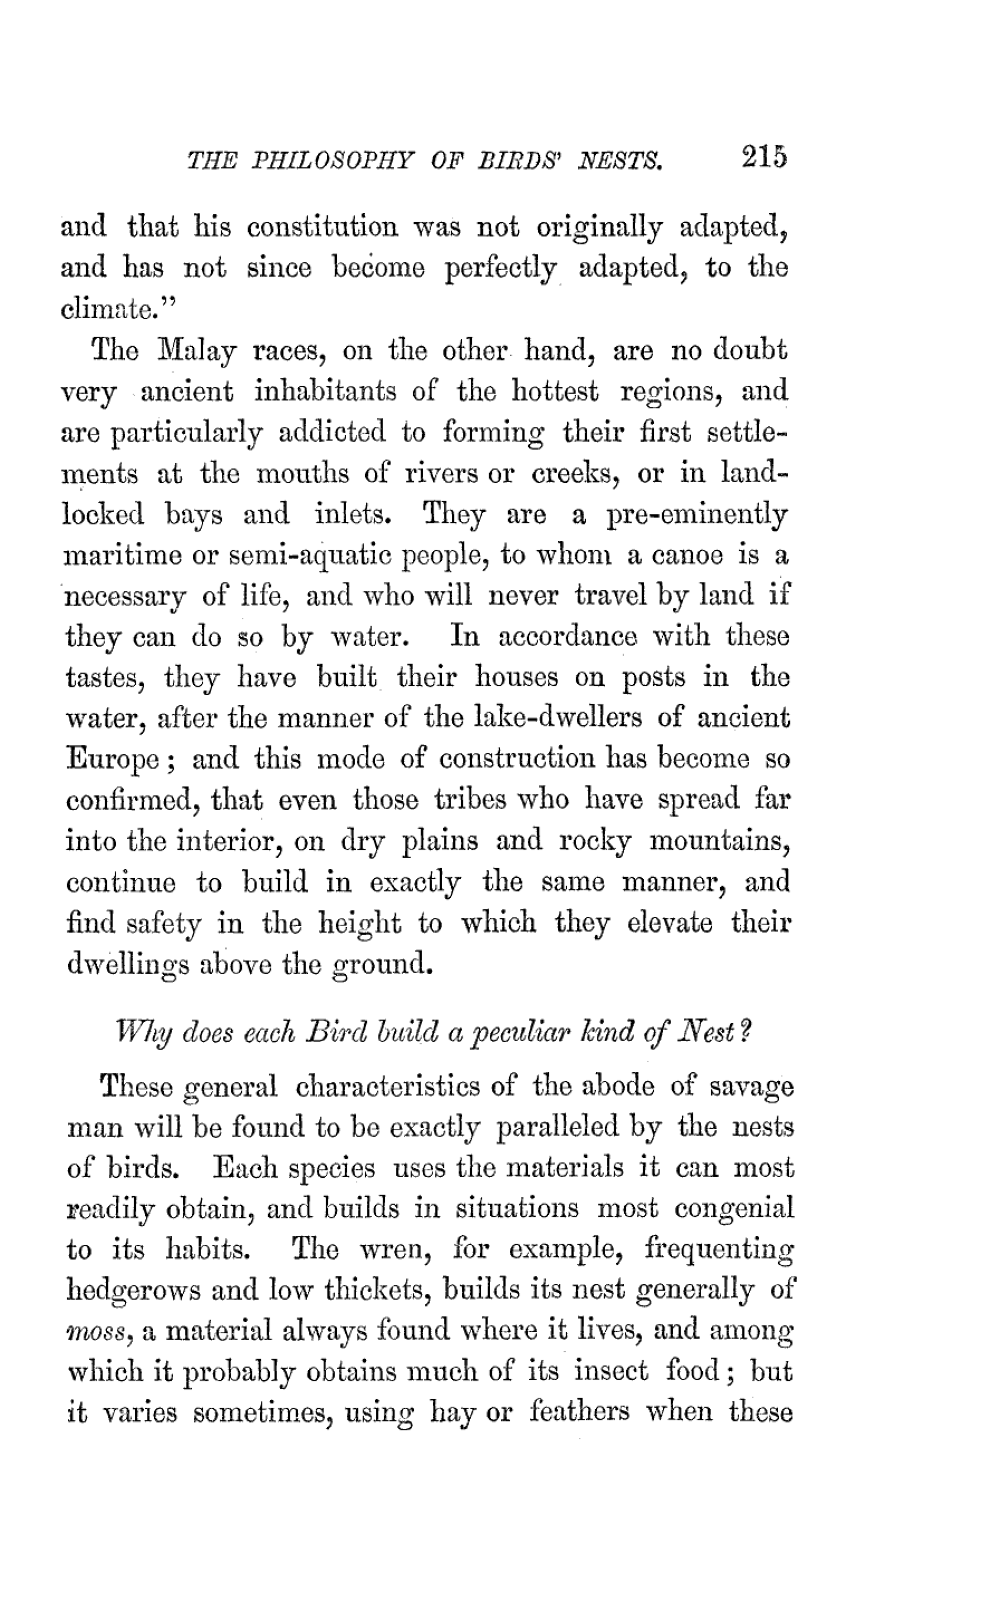 THE PHILOSOPHY OF BIRDS' NESTS. 215
and that his constitution was not originally adapted,
and has not since become perfectly adapted, to the
climate.”
The Malay races, on the other hand, are no doubt
very ancient inhabitants of the hottest regions, and
are particularly addicted to forming their first settle-
ments at the mouths of rivers or creeks, or in land-
locked bays and inlets. They are a pre-eminently
maritime or semi-aquatic people, to whom a canoe is a
necessary of life, and who will never travel by land if
they can do so by water. In accordance with these
tastes, they have built their houses on posts in the
water, after the manner of the lake-dwellers of ancient
Europe; and this mode of construction has become so
confirmed, that even those tribes who have spread far
into the interior, on dry plains and rocky mountains,
continue to build in exactly the same manner, and
find safety in the height to which they elevate their
dwellings above the ground.
Why does each Bird build a peculiar kind of Nest?
These general characteristics of the abode of savage
man will be found to be exactly paralleled by the nests
of birds. Each species uses the materials it can most
readily obtain, and builds in situations most congenial
to its habits. The wren, for example, frequenting
hedgerows and low thickets, builds its nest generally of
moss, a material always found where it lives, and among
which it probably obtains much of its insect food; but
it varies sometimes, using hay or feathers when these